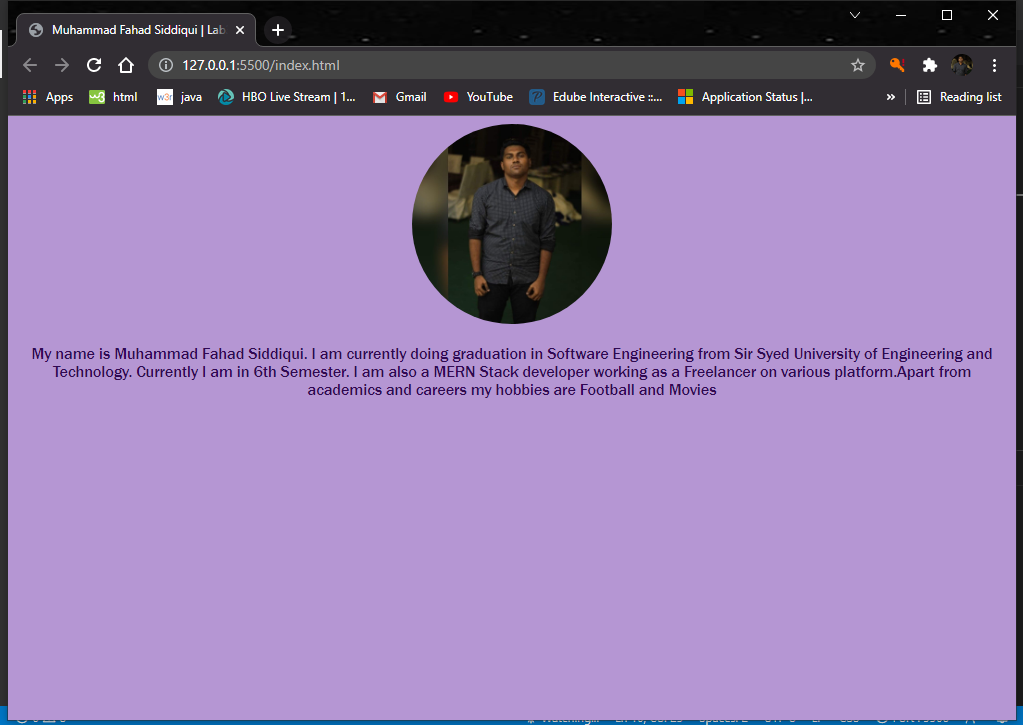 Muhammad Fahad Siddiqui | Lab
127.0.0.1:5500/index.html
Apps html java HBO Live Stream | 1... Gmail YouTube Edube Interactive ::... Application Status |... » Reading list
My name is Muhammad Fahad Siddiqui. I am currently doing graduation in Software Engineering from Sir Syed University of Engineering and
Technology. Currently I am in 6th Semester. I am also a MERN Stack developer working as a Freelancer on various platform.Apart from
academics and careers my hobbies are Football and Movies